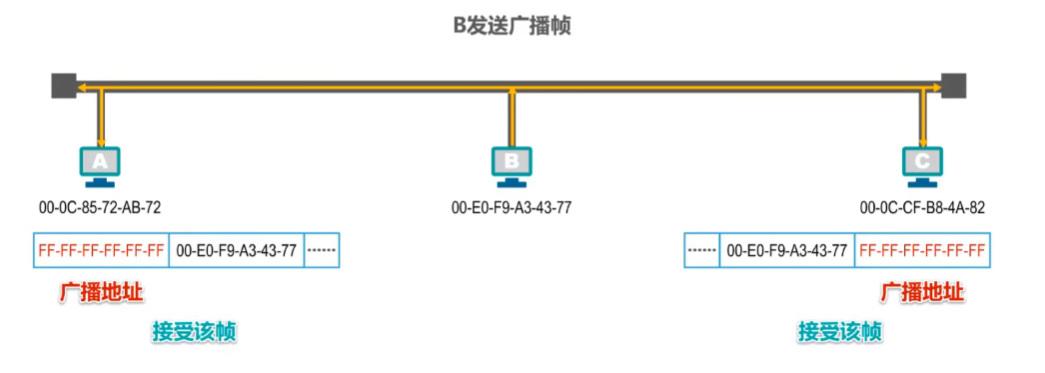 B发送广播帧
A
B
C
00-0C-85-72-AB-72
00-E0-F9-A3-43-77
00-0C-CF-B8-4A-82
FF-FF-FF-FF-FF-FF 00-E0-F9-A3-43-77 ······
······ 00-E0-F9-A3-43-77 FF-FF-FF-FF-FF-FF
广播地址
广播地址
接受该帧
接受该帧